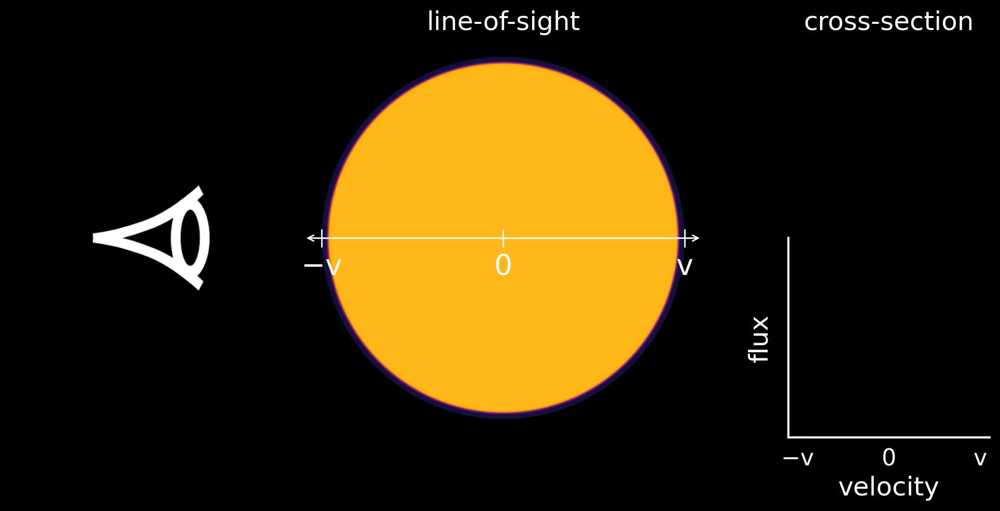 line-of-sight
cross-section
−v
0
v
flux
−v
0
v
velocity